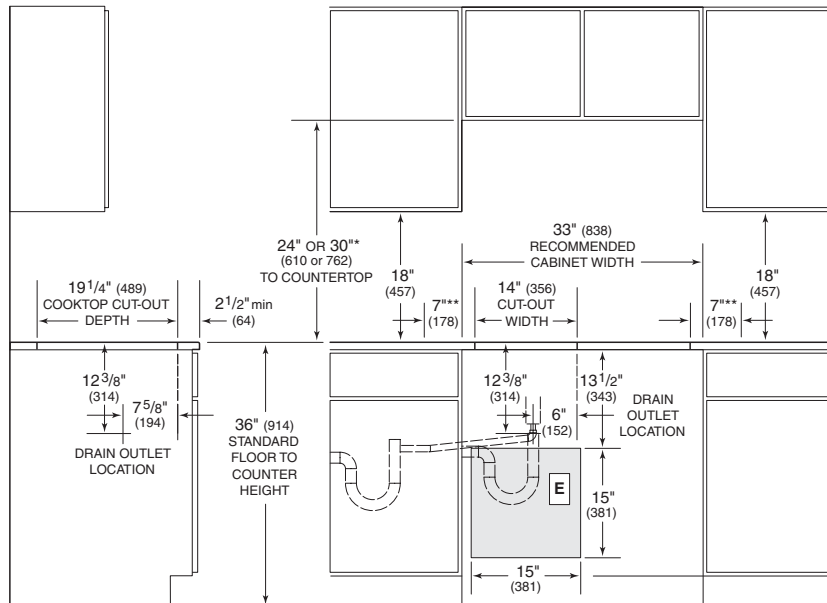 24" OR 30"*
(610 or 762)
TO COUNTERTOP
18"
(457)
33" (838)
RECOMMENDED
CABINET WIDTH
18"
(457)
19 1/4" (489)
COOKTOP CUT-OUT
DEPTH
2 1/2" min
(64)
7"**
(178)
14" (356)
CUT-OUT
WIDTH
7"**
(178)
12 3/8"
(314)
7 5/8"
(194)
DRAIN OUTLET
LOCATION
36" (914)
STANDARD
FLOOR TO
COUNTER
HEIGHT
12 3/8"
(314)
6"
(152)
13 1/2"
(343)
DRAIN
OUTLET
LOCATION
E
15"
(381)
15"
(381)